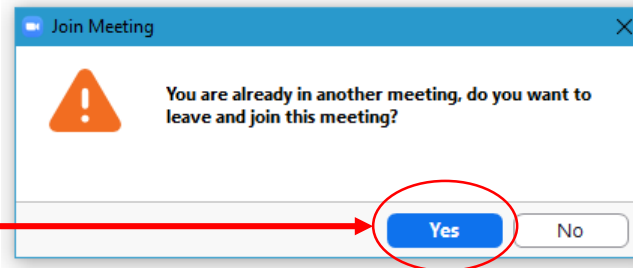 Join Meeting
You are already in another meeting, do you want to
leave and join this meeting?
Yes No